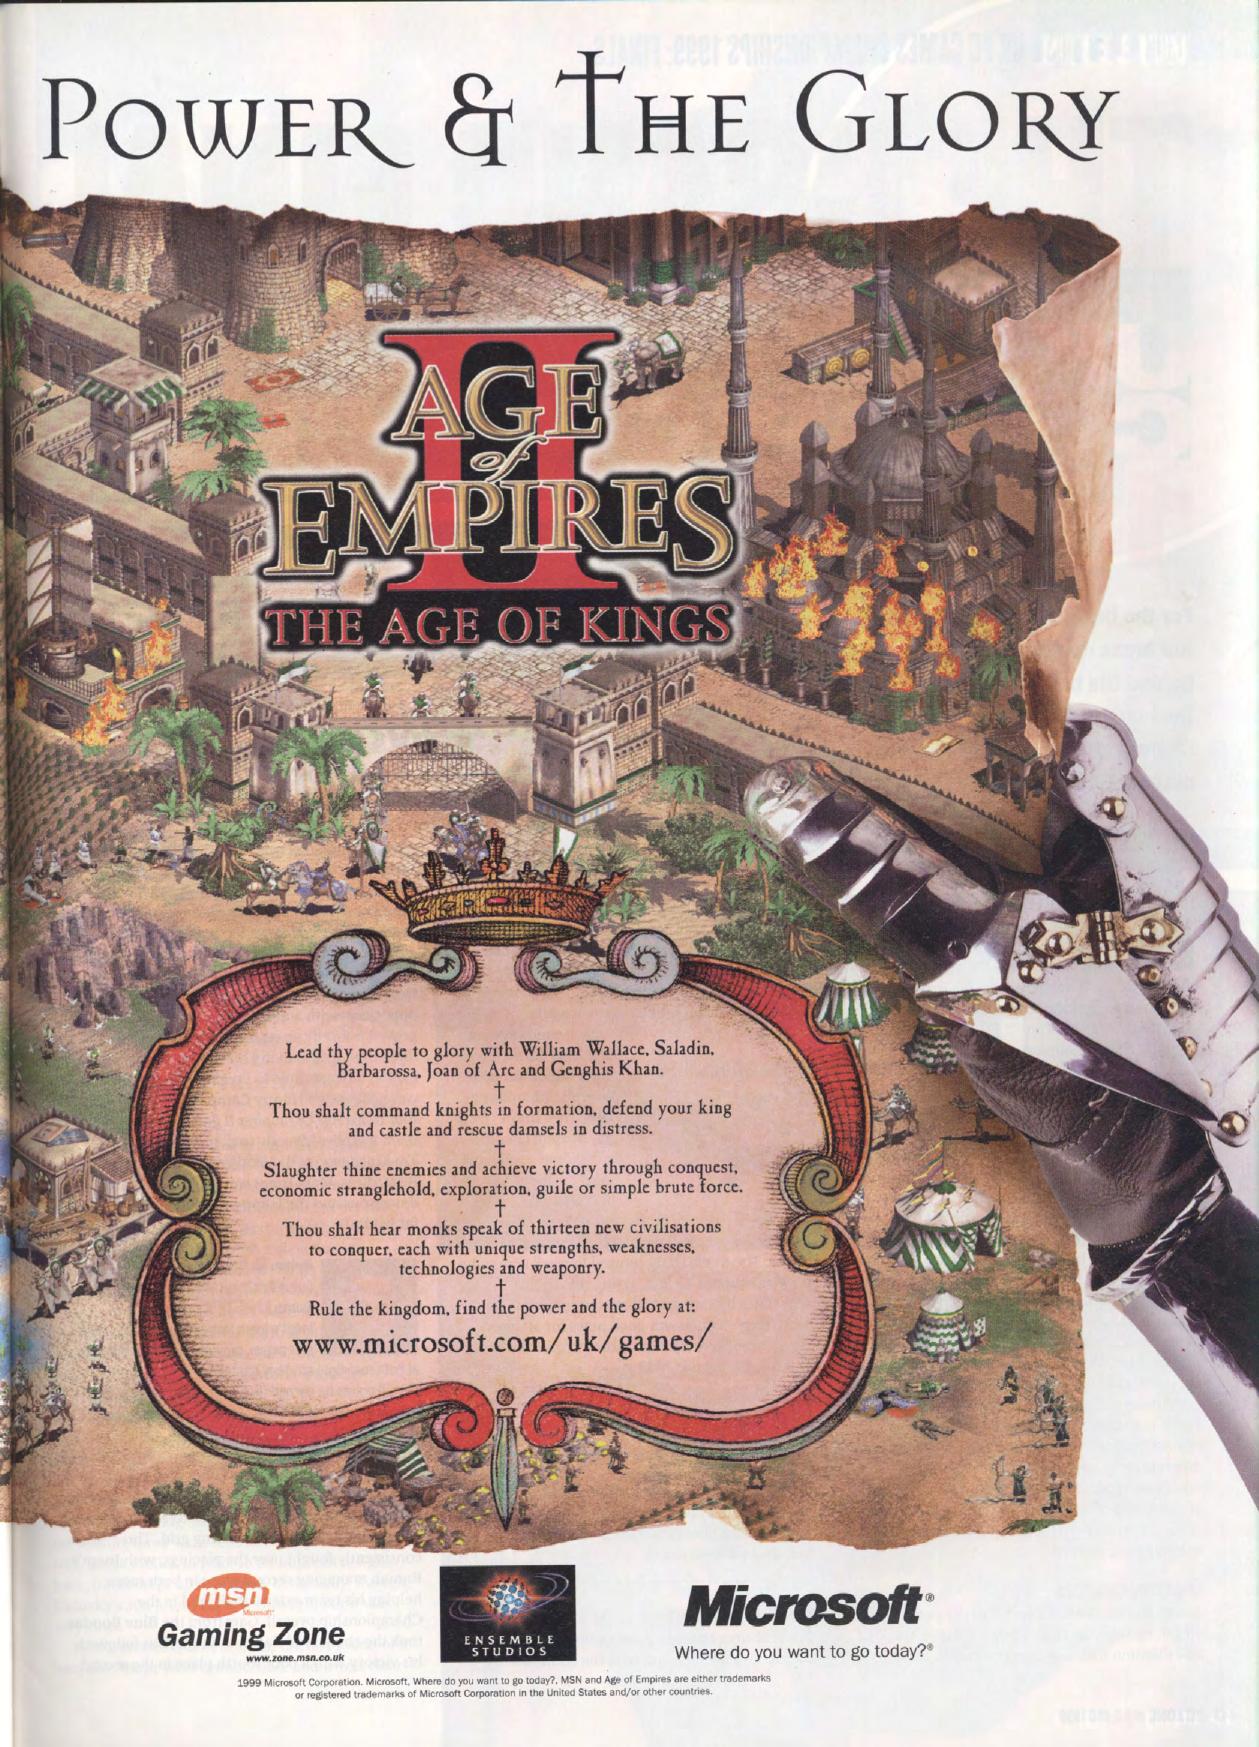 POWER & THE GLORY
II
AGE
of
EMPIRES
THE AGE OF KINGS
Lead thy people to glory with William Wallace, Saladin,
Barbarossa, Joan of Arc and Genghis Khan.
†
Thou shalt command knights in formation, defend your king
and castle and rescue damsels in distress.
†
Slaughter thine enemies and achieve victory through conquest,
economic stranglehold, exploration, guile or simple brute force.
†
Thou shalt hear monks speak of thirteen new civilisations
to conquer, each with unique strengths, weaknesses,
technologies and weaponry.
†
Rule the kingdom, find the power and the glory at:
www.microsoft.com/uk/games/
msn
Microsoft
Gaming Zone
www.zone.msn.co.uk
ENSEMBLE
STUDIOS
Microsoft®
Where do you want to go today?®
1999 Microsoft Corporation. Microsoft, Where do you want to go today?, MSN and Age of Empires are either trademarks
or registered trademarks of Microsoft Corporation in the United States and/or other countries.